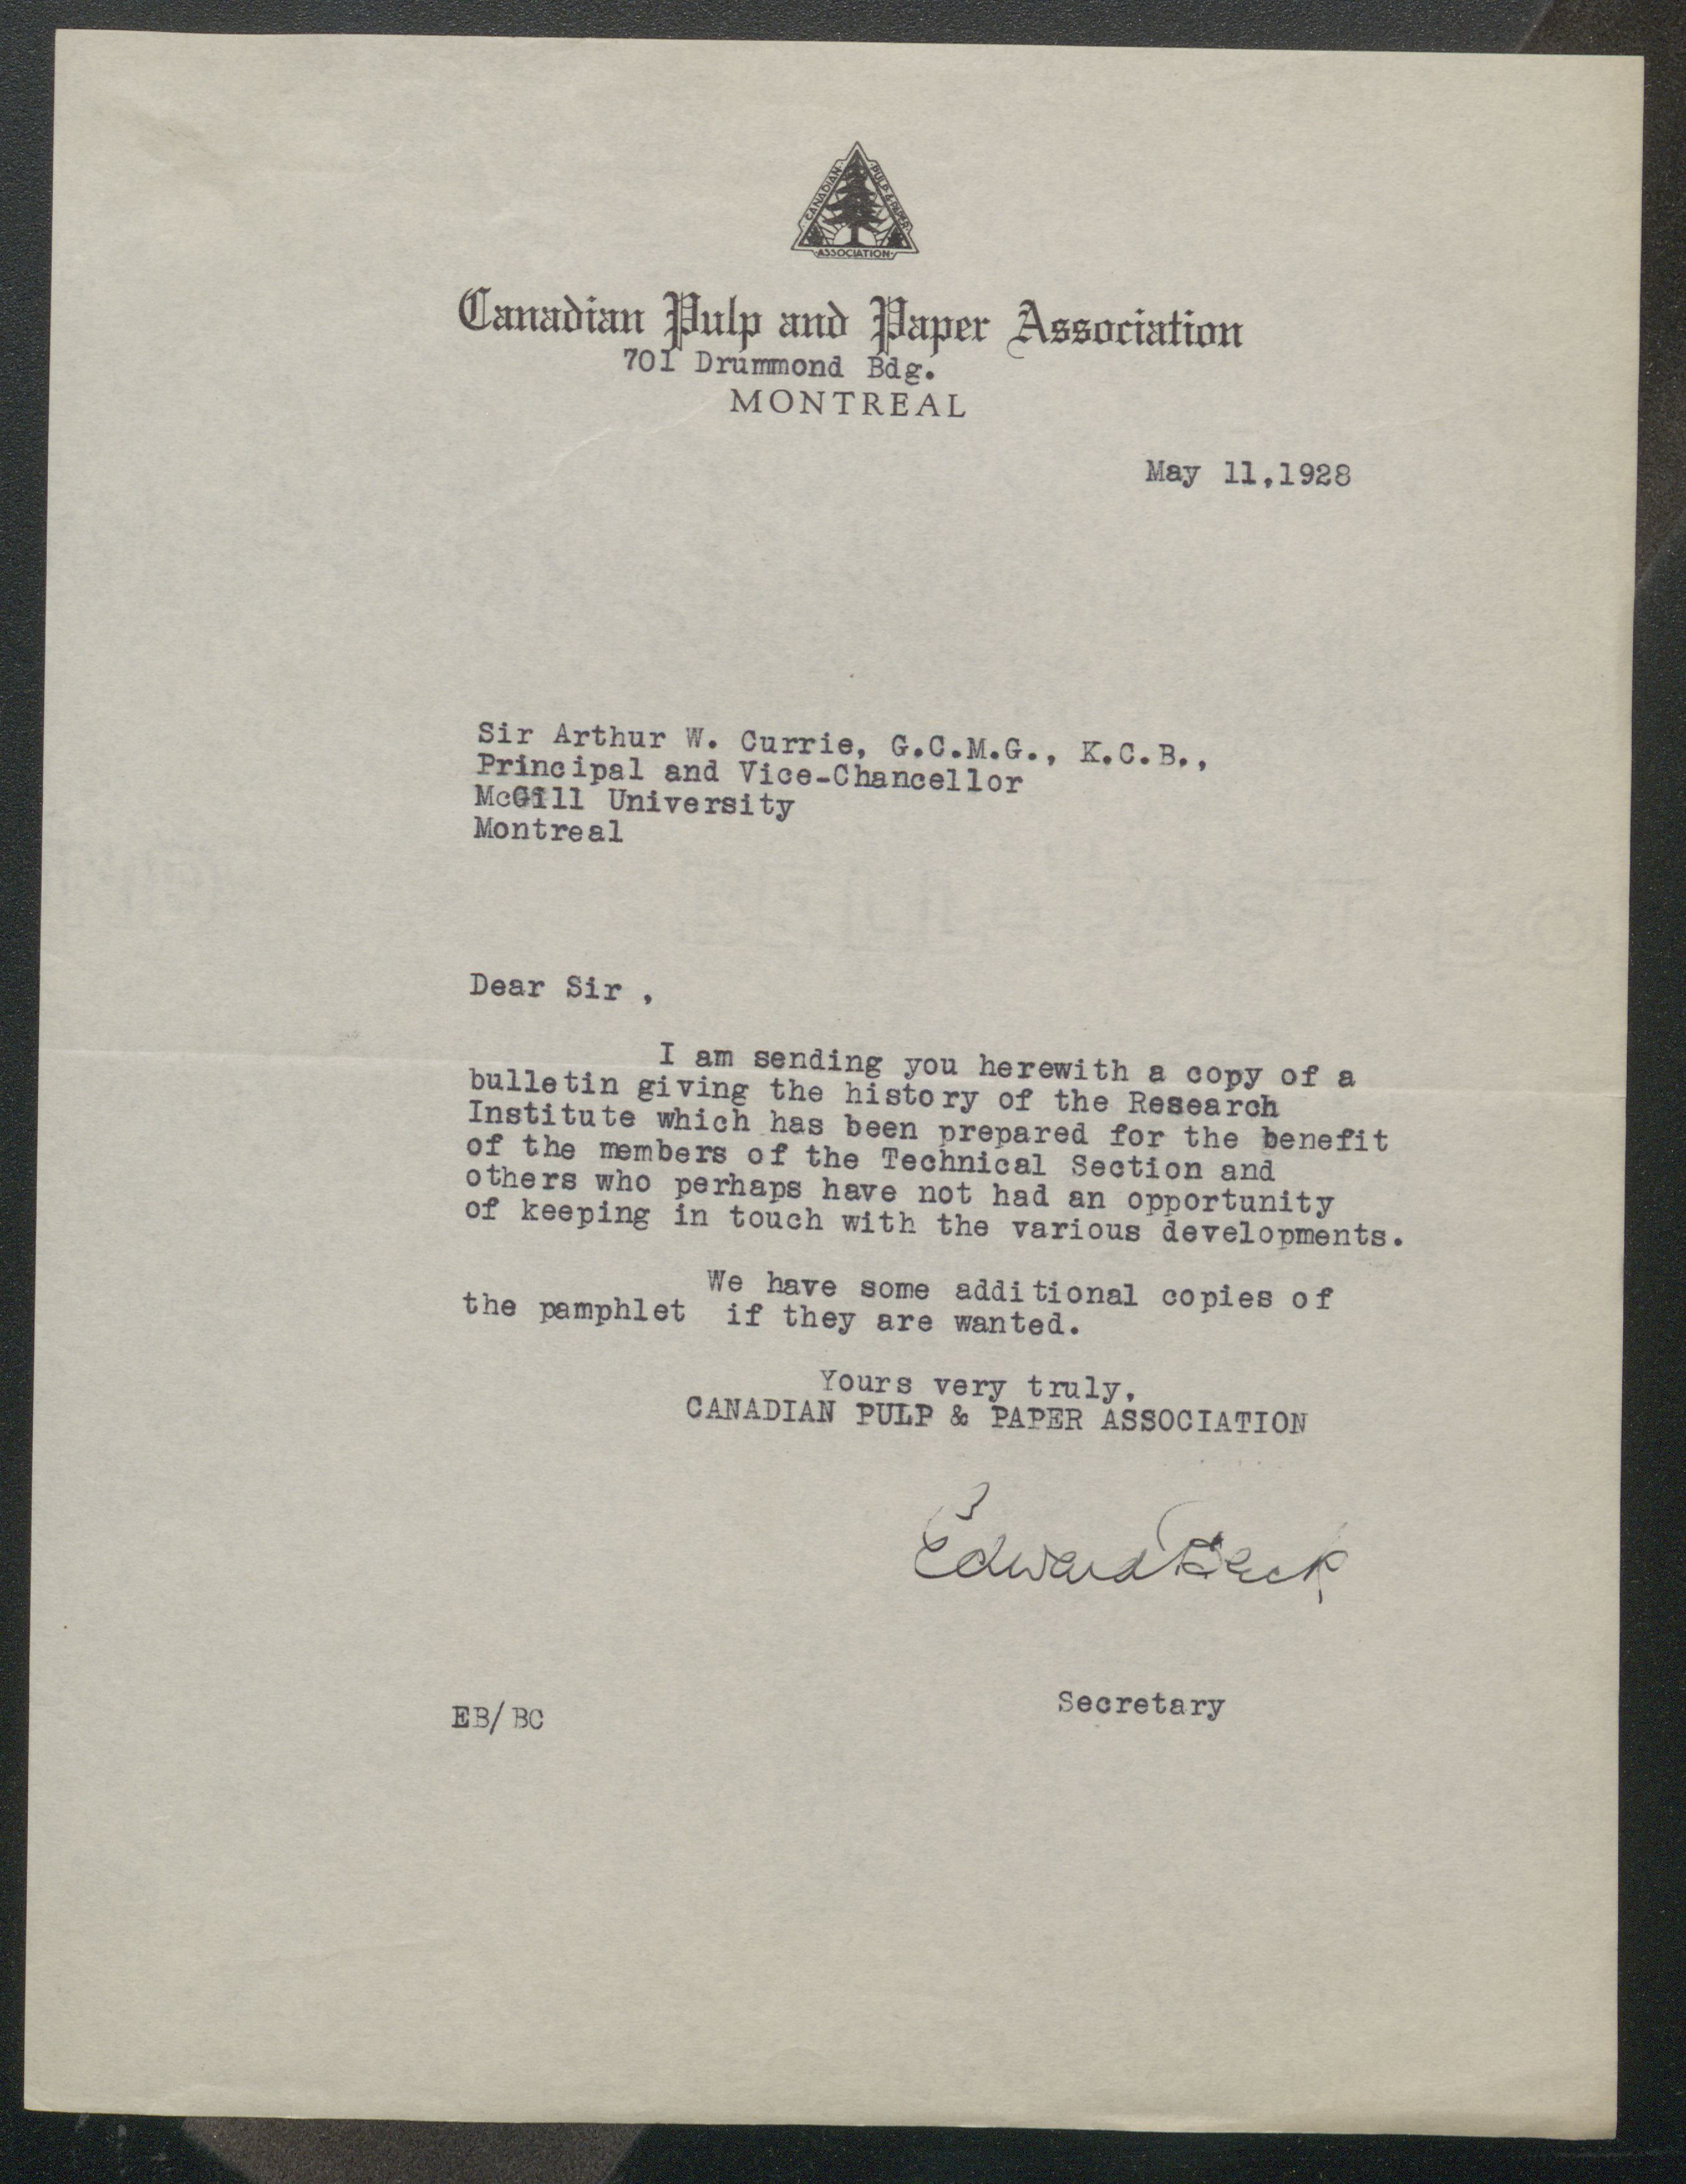 CANADIAN PULP & PAPER ASSOCIATION
Canadian Pulp and Paper Association
701 Drummond Bdg.
MONTREAL
May 11,1928
Sir Arthur W. Currie, G.C.M.G., K.C.B.,
Principal and Vice-Chancellor
McGill University
Montreal
Dear Sir ,
I am sending you herewith a copy of a
bulletin giving the history of the Research
Institute which has been prepared for the benefit
of the members of the Technical Section and
others who perhaps have not had an opportunity
of keeping in touch with the various developments.
We have some additional copies of
the pamphlet if they are wanted.
Yours very truly,
CANADIAN PULP & PAPER ASSOCIATION
Edward Beck
Secretary
EB/BC